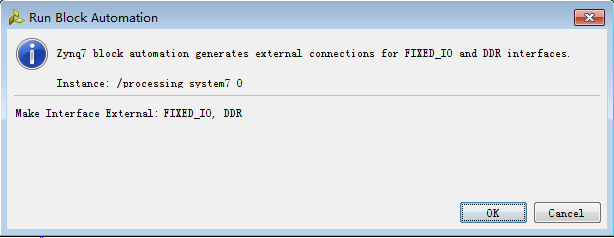 Run Block Automation
Zynq7 block automation generates external connections for FIXED_IO and DDR interfaces.
Instance: /processing_system7_0
Make Interface External: FIXED_IO, DDR
OK
Cancel